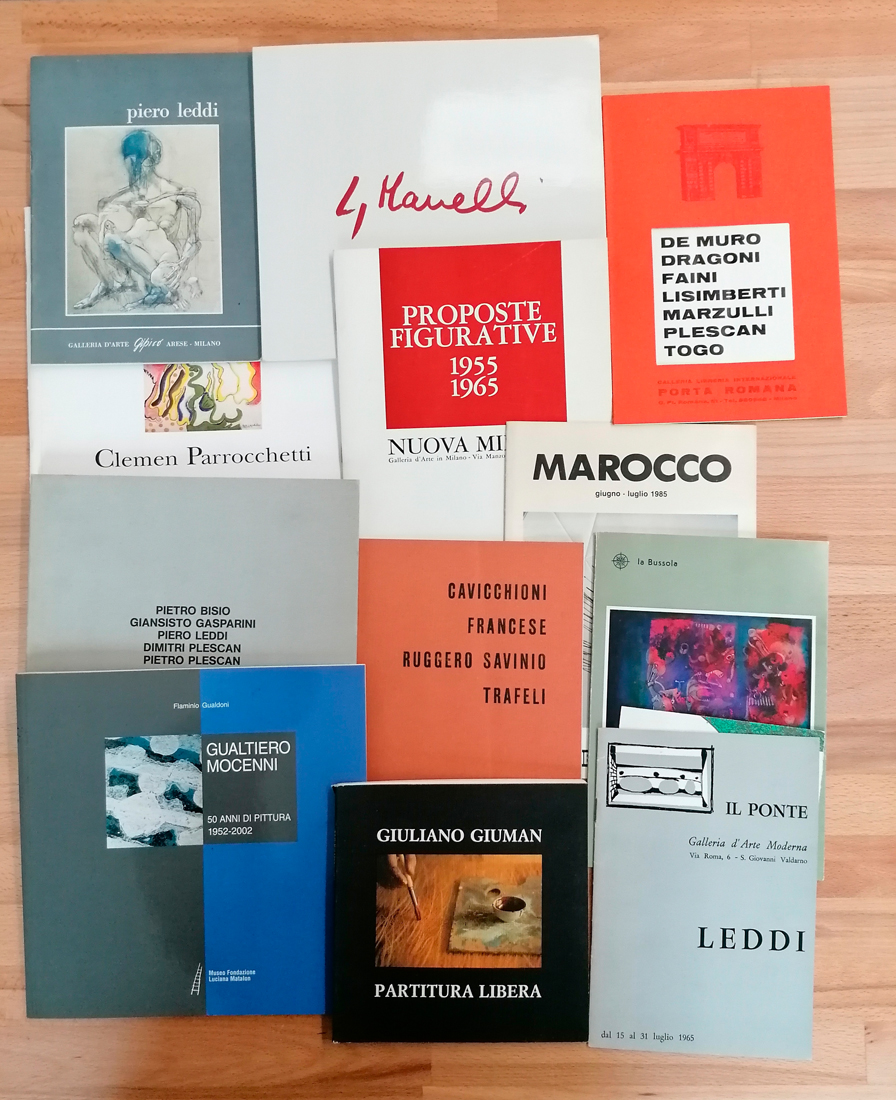 piero leddi
GALLERIA D'ARTE ARESE - MILANO
DE MURO
DRAGONI
FAINI
LISIMBERTI
MARZULLI
PLESCAN
TOGO
PORTA ROMANA
PROPOSTE
FIGURATIVE
1955
1965
NUOVA MI
Galleria d'Arte in Milano - Via
Clemen Parrocchetti
MAROCCO
giugno - luglio 1985
la Bussola
PIETRO BISIO
GIANSISTO GASPARINI
PIERO LEDDI
DIMITRI PLESCAN
PIETRO PLESCAN
CAVICCHIONI
FRANCESE
RUGGERO SAVINIO
TRAFELI
Flaminio Gualdoni
GUALTIERO
MOCENNI
50 ANNI DI PITTURA
1952-2002
Museo Fondazione
Luciana Matalon
GIULIANO GIUMAN
PARTITURA LIBERA
IL PONTE
Galleria d'Arte Moderna
Via Roma, 6 - S. Giovanni Valdarno
LEDDI
dal 15 al 31 luglio 1965